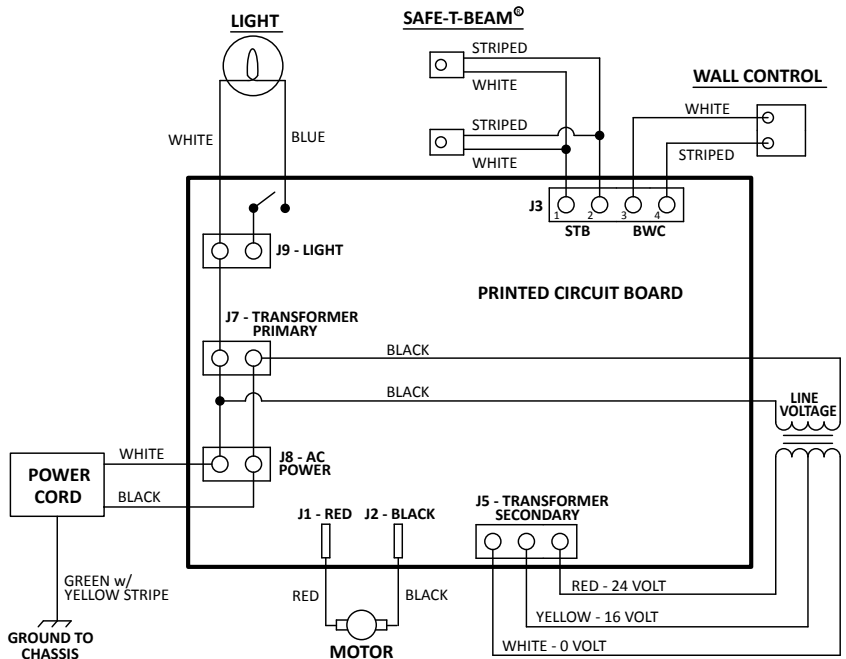 LIGHT
SAFE-T-BEAM®
STRIPED
WHITE
WALL CONTROL
WHITE
STRIPED
STRIPED
WHITE
WHITE
BLUE
J3
1 2 3 4
STB BWC
J9 - LIGHT
PRINTED CIRCUIT BOARD
J7 - TRANSFORMER
PRIMARY
BLACK
BLACK
LINE
VOLTAGE
WHITE
J8 - AC
POWER
POWER
CORD
BLACK
J1 - RED
J2 - BLACK
J5 - TRANSFORMER
SECONDARY
GREEN w/
YELLOW STRIPE
RED
BLACK
RED - 24 VOLT
YELLOW - 16 VOLT
WHITE - 0 VOLT
GROUND TO
CHASSIS
MOTOR